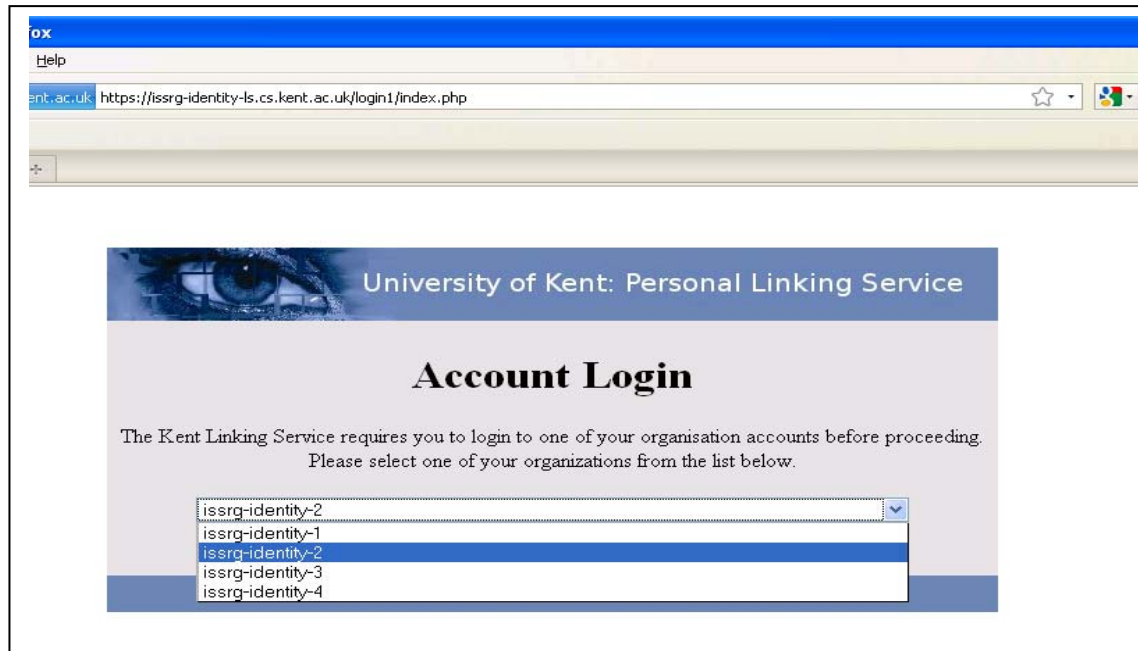 fox
Help
ent.ac.uk https://issrg-identity-ls.cs.kent.ac.uk/login1/index.php
University of Kent: Personal Linking Service
Account Login
The Kent Linking Service requires you to login to one of your organisation accounts before proceeding.
Please select one of your organizations from the list below.
issrg-identity-2
issrg-identity-1
issrg-identity-2
issrg-identity-3
issrg-identity-4